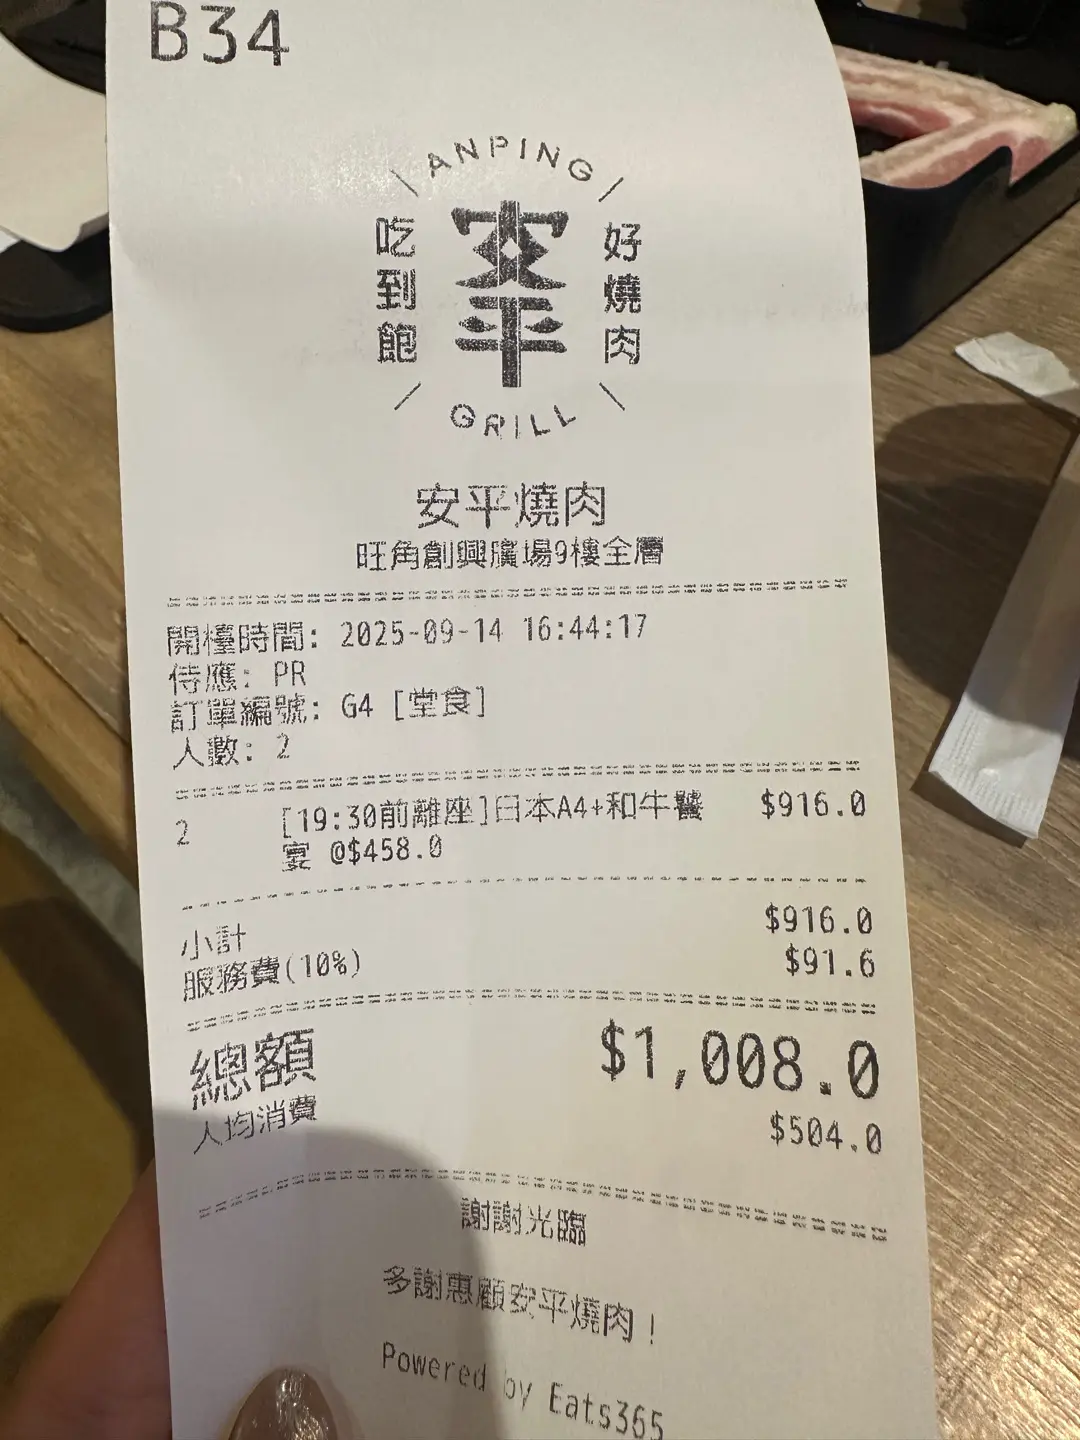 B34
ANPING
吃到飽
安平
好燒肉
GRILL
安平燒肉
旺角創興廣場9樓全層
開檯時間: 2025-09-14 16:44:17
侍應: PR
訂單編號: G4 [堂食]
人數: 2
2 [19:30前離座]日本A4+和牛饗 $916.0
宴 @$458.0
小計 $916.0
服務費(10%) $91.6
總額 $1,008.0
人均消費 $504.0
謝謝光臨
多謝惠顧安平燒肉！
Powered by Eats365